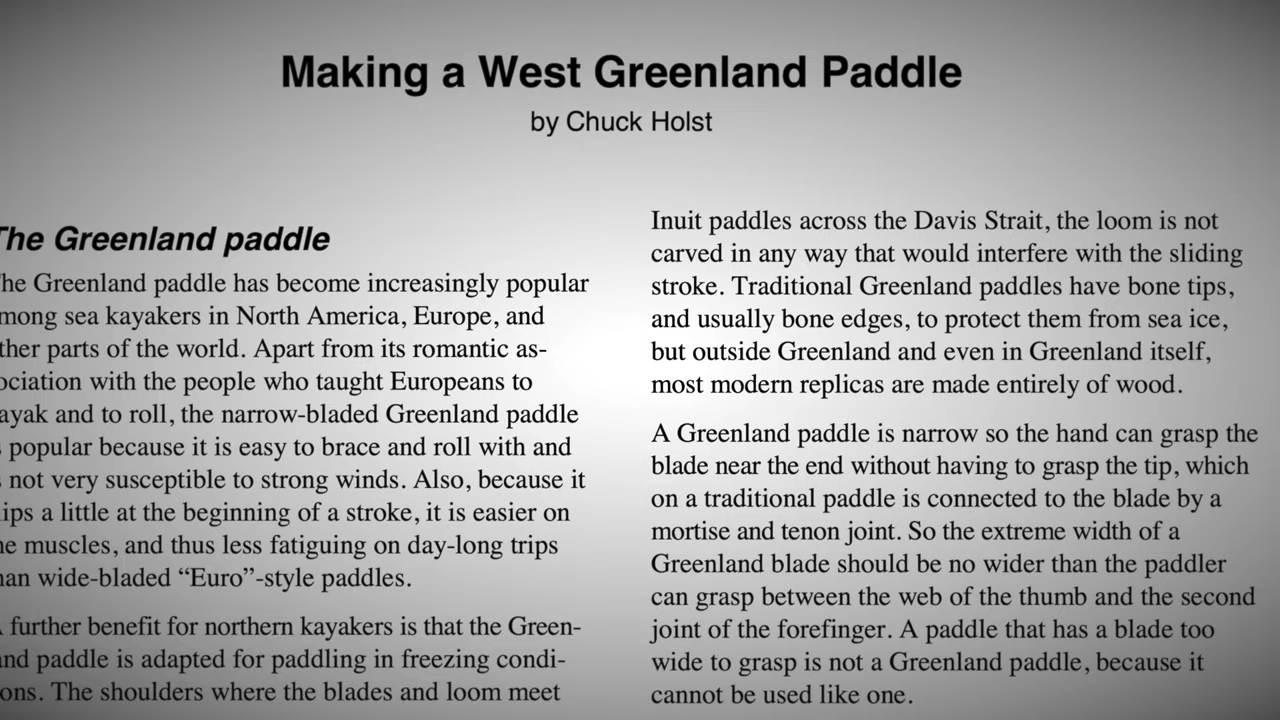 Making a West Greenland Paddle
by Chuck Holst
The Greenland paddle
he Greenland paddle has become increasingly popular
mong sea kayakers in North America, Europe, and
ther parts of the world. Apart from its romantic as-
ociation with the people who taught Europeans to
ayak and to roll, the narrow-bladed Greenland paddle
s popular because it is easy to brace and roll with and
s not very susceptible to strong winds. Also, because it
lips a little at the beginning of a stroke, it is easier on
he muscles, and thus less fatiguing on day-long trips
han wide-bladed “Euro”-style paddles.
A further benefit for northern kayakers is that the Green-
and paddle is adapted for paddling in freezing condi-
ons. The shoulders where the blades and loom meet
Inuit paddles across the Davis Strait, the loom is not
carved in any way that would interfere with the sliding
stroke. Traditional Greenland paddles have bone tips,
and usually bone edges, to protect them from sea ice,
but outside Greenland and even in Greenland itself,
most modern replicas are made entirely of wood.
A Greenland paddle is narrow so the hand can grasp the
blade near the end without having to grasp the tip, which
on a traditional paddle is connected to the blade by a
mortise and tenon joint. So the extreme width of a
Greenland blade should be no wider than the paddler
can grasp between the web of the thumb and the second
joint of the forefinger. A paddle that has a blade too
wide to grasp is not a Greenland paddle, because it
cannot be used like one.